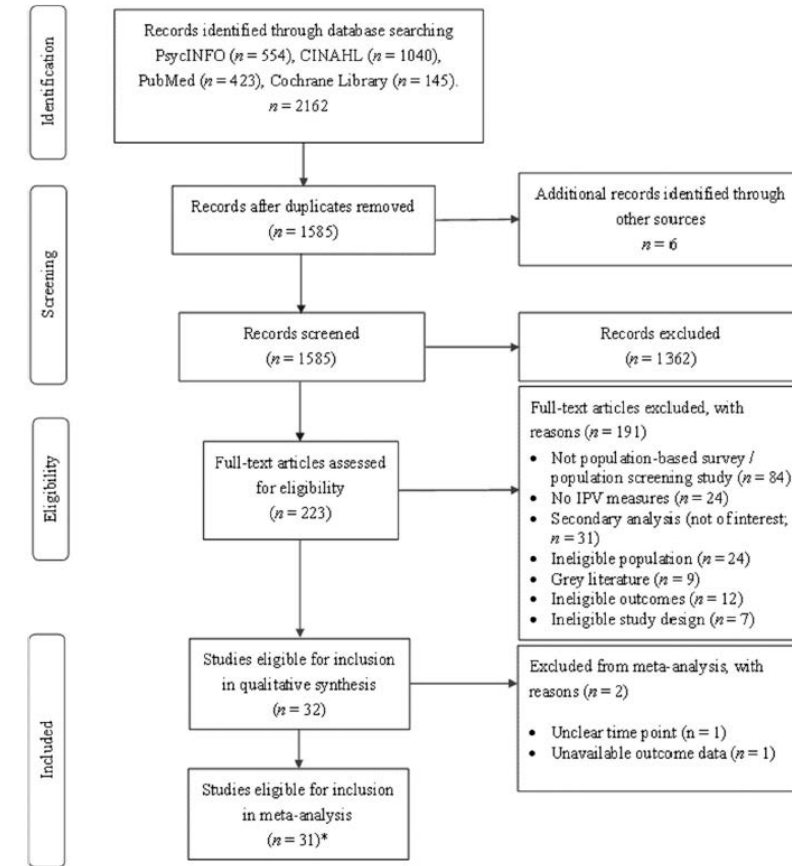 Identification
Records identified through database searching
PsycINFO (n = 554), CINAHL (n = 1040),
PubMed (n = 423), Cochrane Library (n = 145).
n = 2162
Screening
Records after duplicates removed
(n = 1585)
Additional records identified through
other sources
n = 6
Records screened
(n = 1585)
Records excluded
(n = 1362)
Eligibility
Full-text articles assessed
for eligibility
(n = 223)
Full-text articles excluded, with
reasons (n = 191)
• Not population-based survey /
population screening study (n = 84)
• No IPV measures (n = 24)
• Secondary analysis (not of interest;
n = 31)
• Ineligible population (n = 24)
• Grey literature (n = 9)
• Ineligible outcomes (n = 12)
• Ineligible study design (n = 7)
Included
Studies eligible for inclusion
in qualitative synthesis
(n = 32)
Excluded from meta-analysis, with
reasons (n = 2)
• Unclear time point (n = 1)
• Unavailable outcome data (n = 1)
Studies eligible for inclusion
in meta-analysis
(n = 31)*